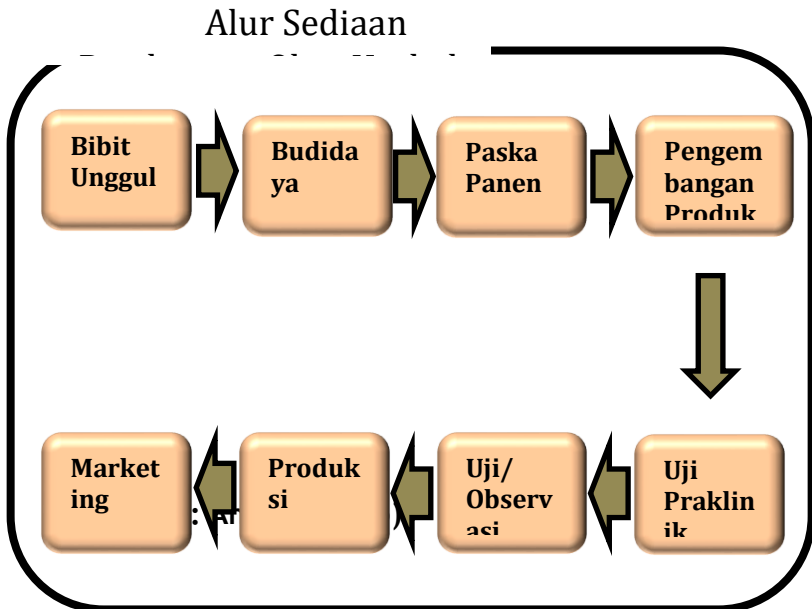 Alur Sediaan
Bibit
Unggul
Budida
ya
Paska
Panen
Pengem
bangan
Produk
Market
ing
Produk
si
Uji/
Observ
asi
Uji
Praklin
ik